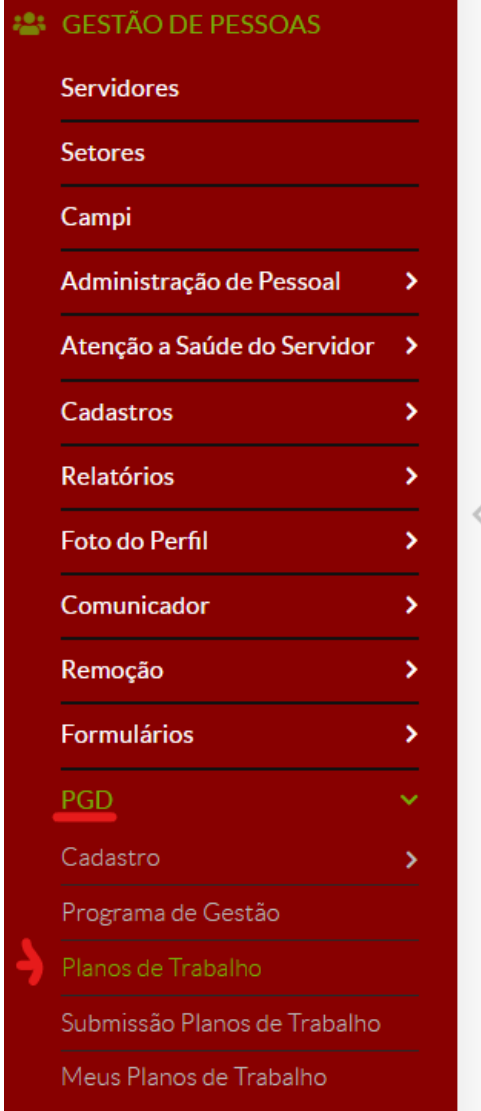 GESTÃO DE PESSOAS
Servidores
Setores
Campi
Administração de Pessoal
Atenção a Saúde do Servidor
Cadastros
Relatórios
Foto do Perfil
Comunicador
Remoção
Formulários
PGD
Cadastro
Programa de Gestão
Planos de Trabalho
Submissão Planos de Trabalho
Meus Planos de Trabalho